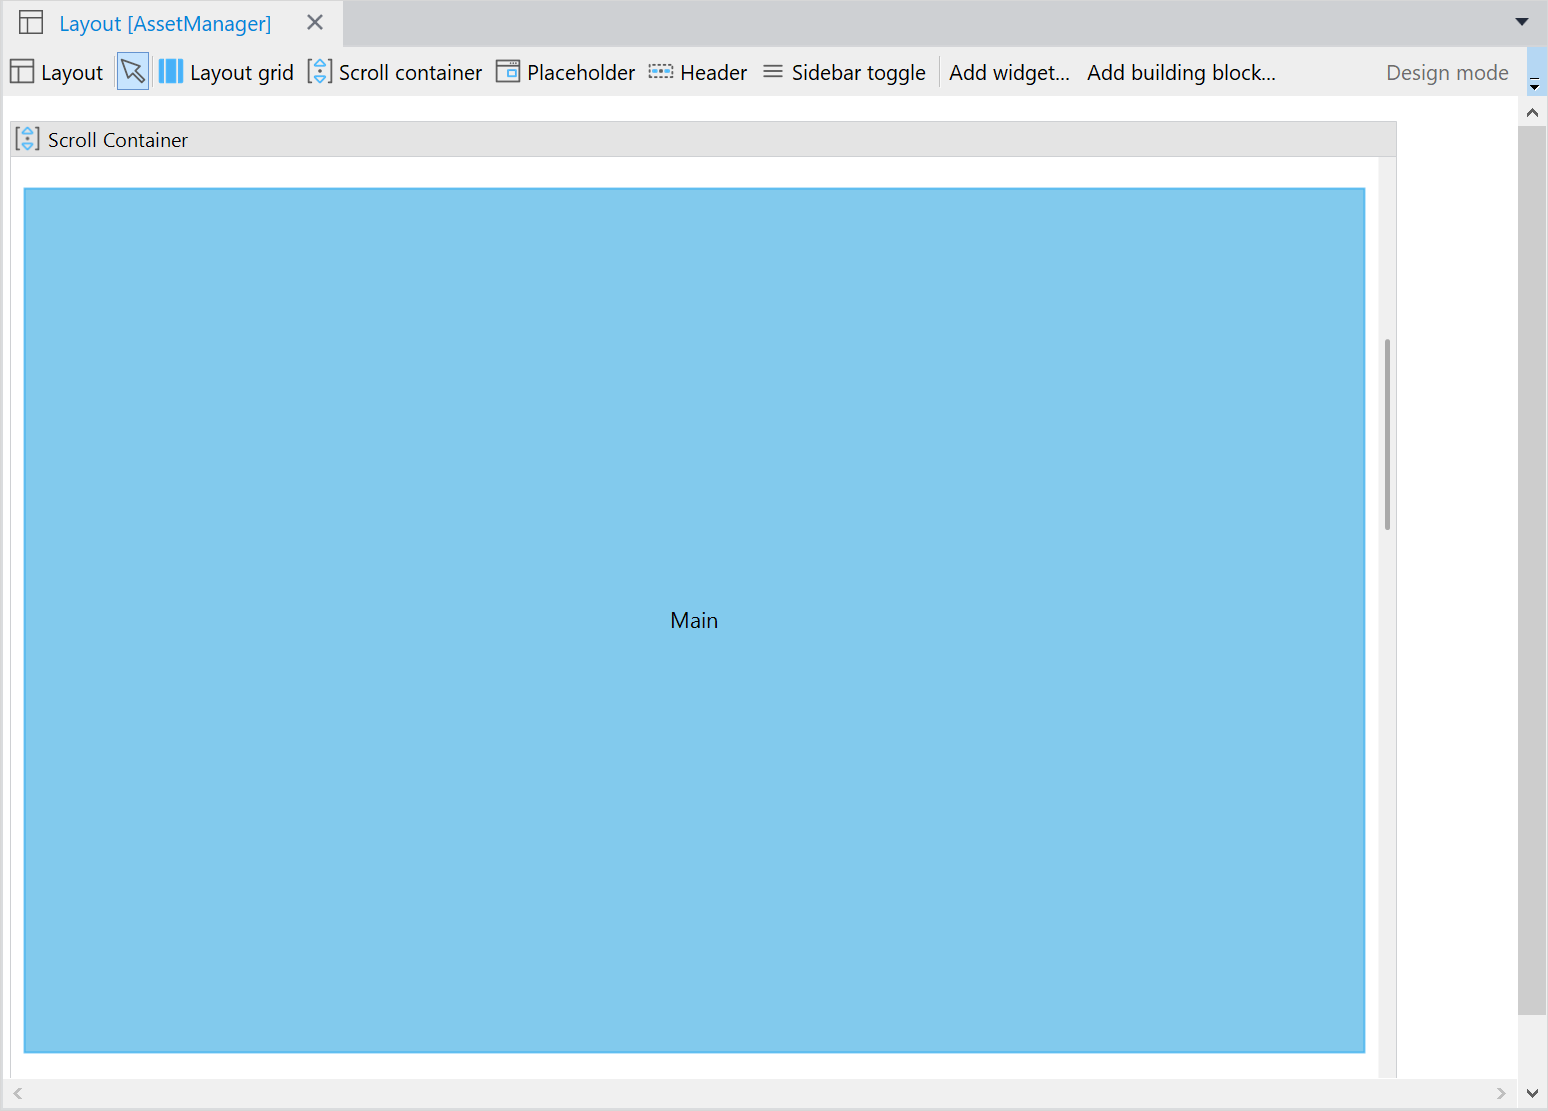 Layout [AssetManager]
Layout Layout grid Scroll container Placeholder Header Sidebar toggle Add widget... Add building block... Design mode
Scroll Container
Main